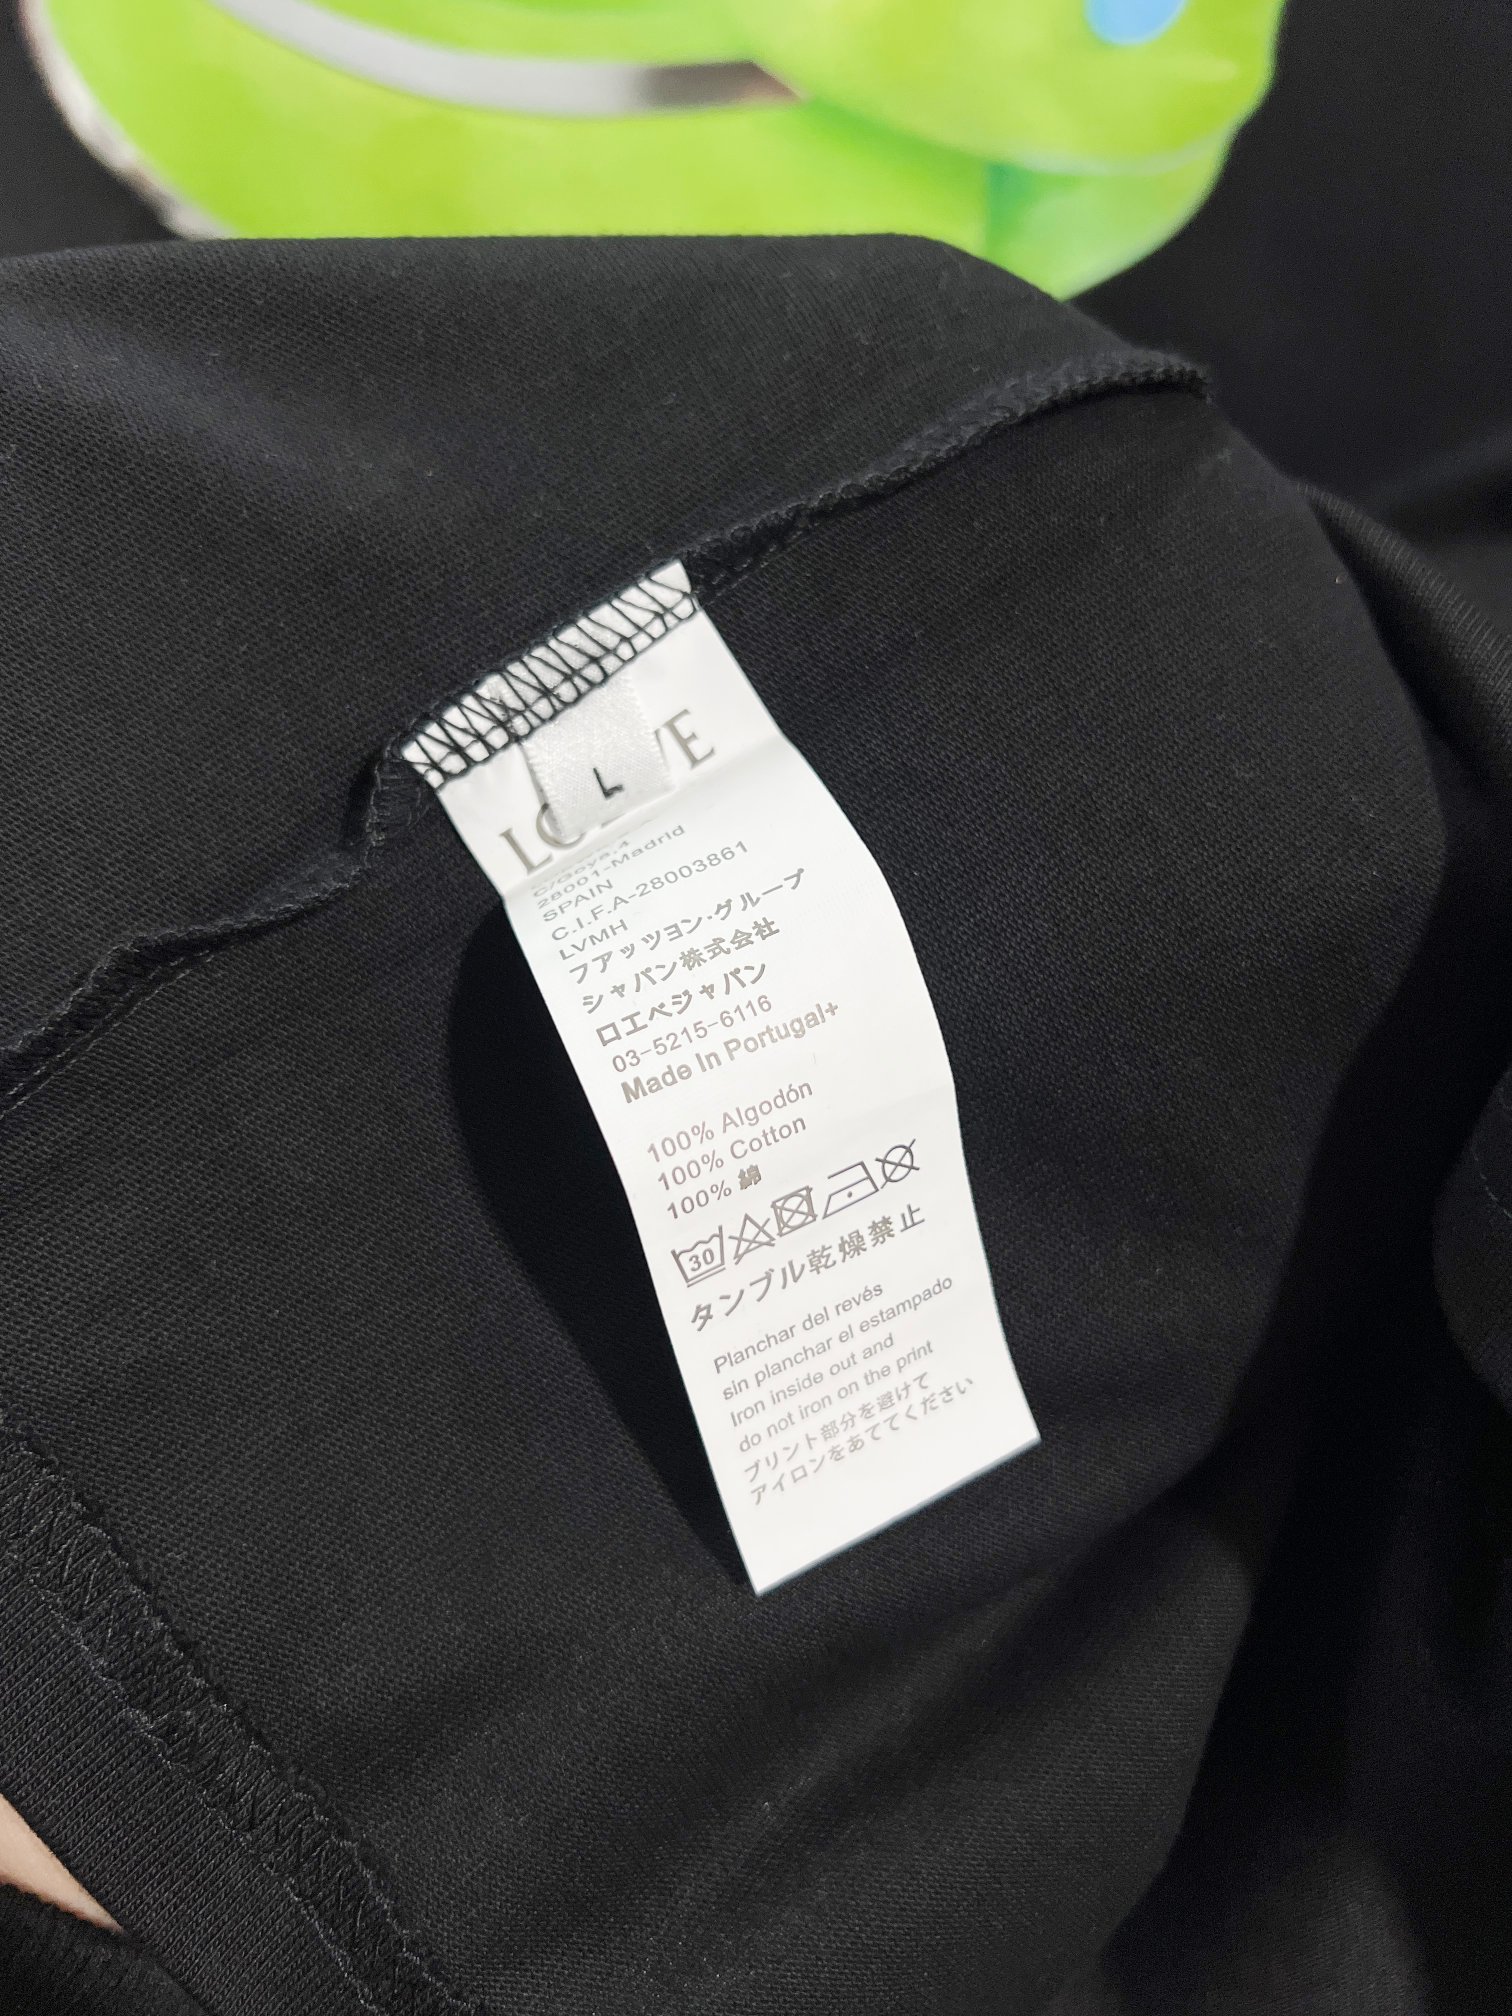 L
C/Goya.4
28001-Madrid
SPAIN
C.I.F.A-28003861
LVMH
フアッツヨン.グループ
シャパン株式会社
ロエベジャパン
03-5215-6116
Made In Portugal+
100% Algodón
100% Cotton
100% 綿
30
タンブル乾燥禁止
Planchar del revés
sin planchar el estampado
Iron inside out and
do not iron on the print
プリント部分を避けて
アイロンをあててください